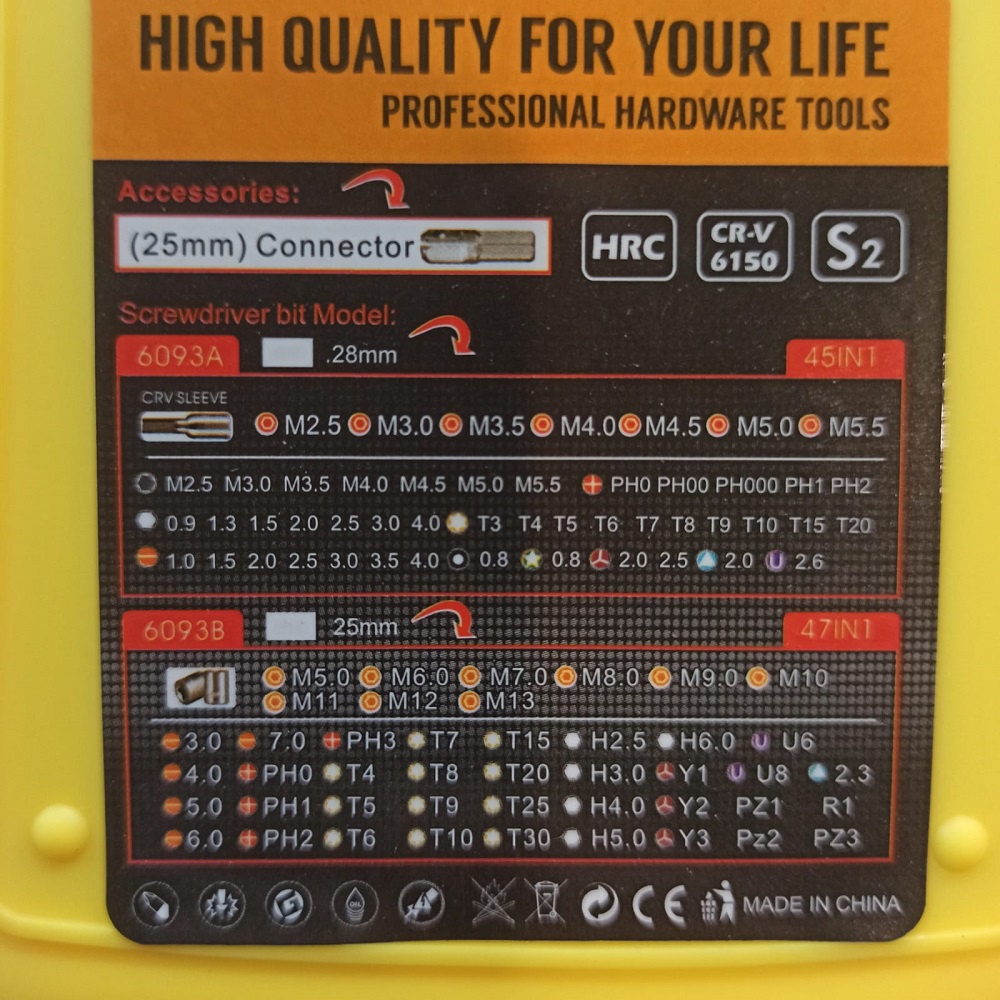 HIGH QUALITY FOR YOUR LIFE
PROFESSIONAL HARDWARE TOOLS
Accessories:
(25mm) Connector
HRC
CR-V
6150
S2
Screwdriver bit Model:
6093A .28mm 45IN1
CRV SLEEVE
M2.5 M3.0 M3.5 M4.0 M4.5 M5.0 M5.5
M2.5 M3.0 M3.5 M4.0 M4.5 M5.0 M5.5 PH0 PH00 PH000 PH1 PH2
0.9 1.3 1.5 2.0 2.5 3.0 4.0 T3 T4 T5 T6 T7 T8 T9 T10 T15 T20
1.0 1.5 2.0 2.5 3.0 3.5 4.0 0.8 0.8 2.0 2.5 2.0 U 2.6
6093B 25mm 47IN1
M5.0 M6.0 M7.0 M8.0 M9.0 M10
M11 M12 M13
3.0 7.0 PH3 T7 T15 H2.5 H6.0 U U6
4.0 PH0 T4 T8 T20 H3.0 Y1 U U8 2.3
5.0 PH1 T5 T9 T25 H4.0 Y2 PZ1 R1
6.0 PH2 T6 T10 T30 H5.0 Y3 Pz2 PZ3
OIL CE MADE IN CHINA